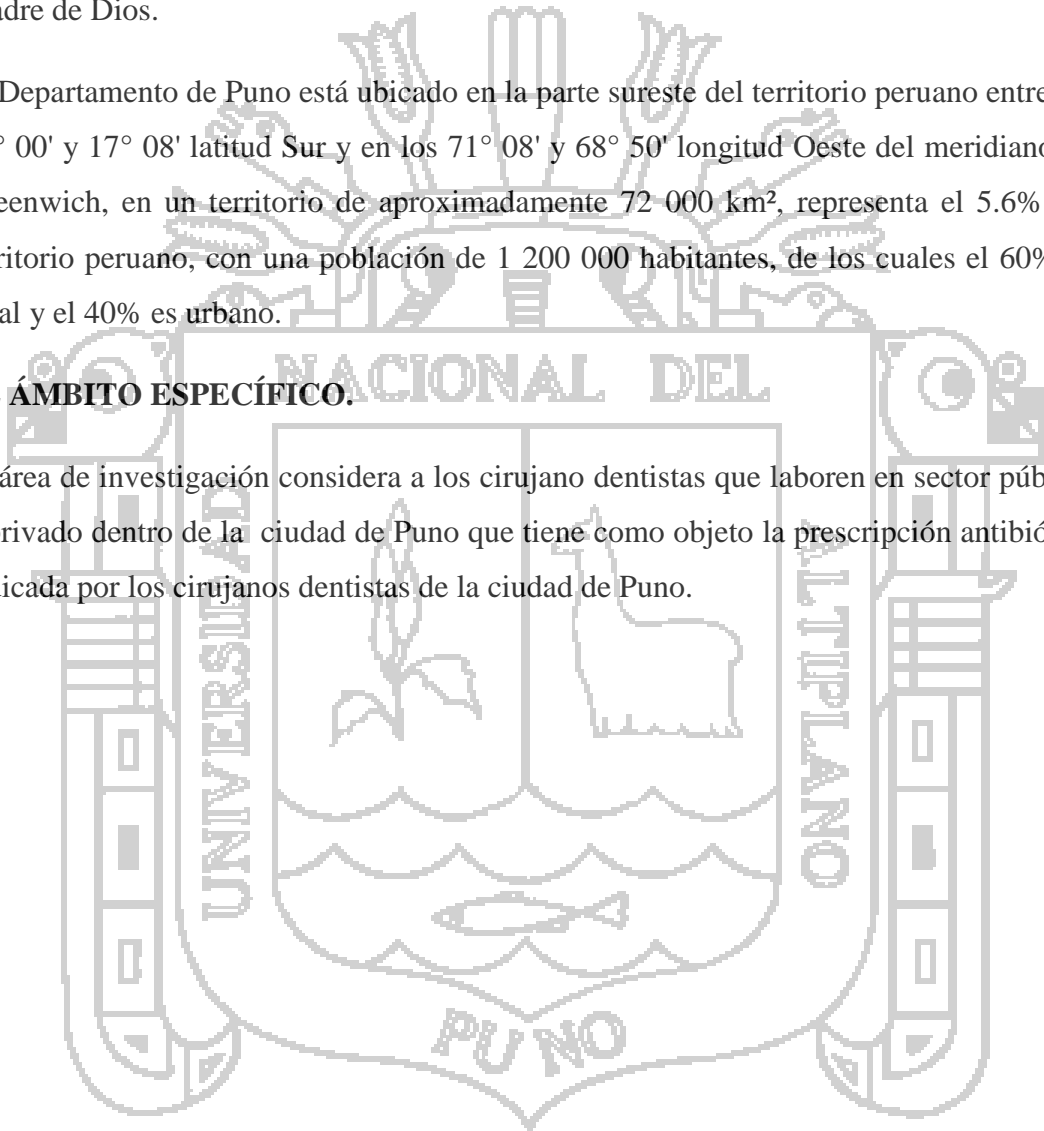 adre de Dios.
Departamento de Puno está ubicado en la parte sureste del territorio peruano entre
° 00' y 17° 08' latitud Sur y en los 71° 08' y 68° 50' longitud Oeste del meridiano
eenwich, en un territorio de aproximadamente 72 000 km², representa el 5.6%
ritorio peruano, con una población de 1 200 000 habitantes, de los cuales el 60%
al y el 40% es urbano.
NACIONAL DEL
ÁMBITO ESPECÍFICO.
área de investigación considera a los cirujano dentistas que laboren en sector púb
rivado dentro de la ciudad de Puno que tiene como objeto la prescripción antibió
icada por los cirujanos dentistas de la ciudad de Puno.
UNIVERSIDAD
ALTIPLANO
PUNO